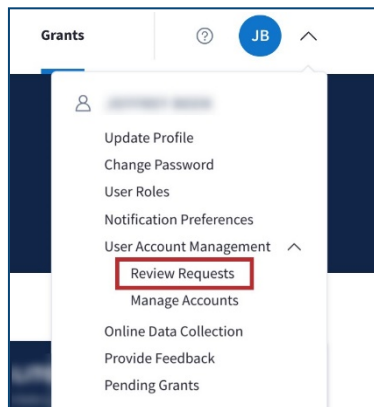 Grants
JB
Update Profile
Change Password
User Roles
Notification Preferences
User Account Management
Review Requests
Manage Accounts
Online Data Collection
Provide Feedback
Pending Grants